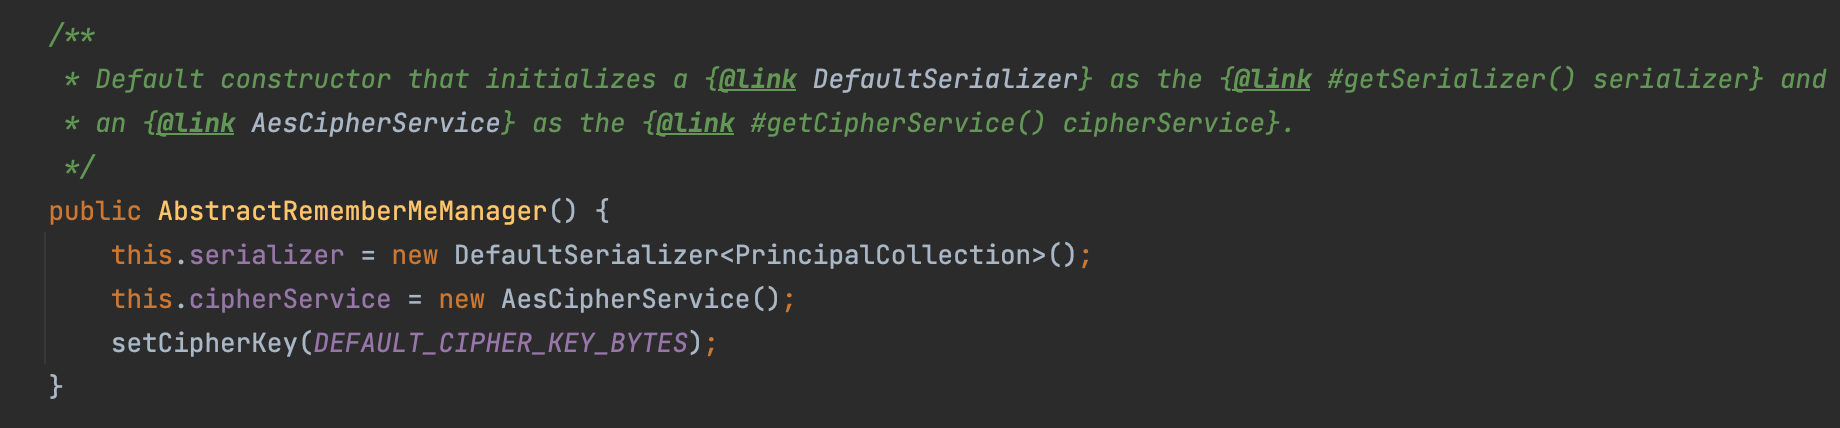 /**
 * Default constructor that initializes a {@link DefaultSerializer} as the {@link #getSerializer() serializer} and
 * an {@link AesCipherService} as the {@link #getCipherService() cipherService}.
 */
public AbstractRememberMeManager() {
    this.serializer = new DefaultSerializer<PrincipalCollection>();
    this.cipherService = new AesCipherService();
    setCipherKey(DEFAULT_CIPHER_KEY_BYTES);
}